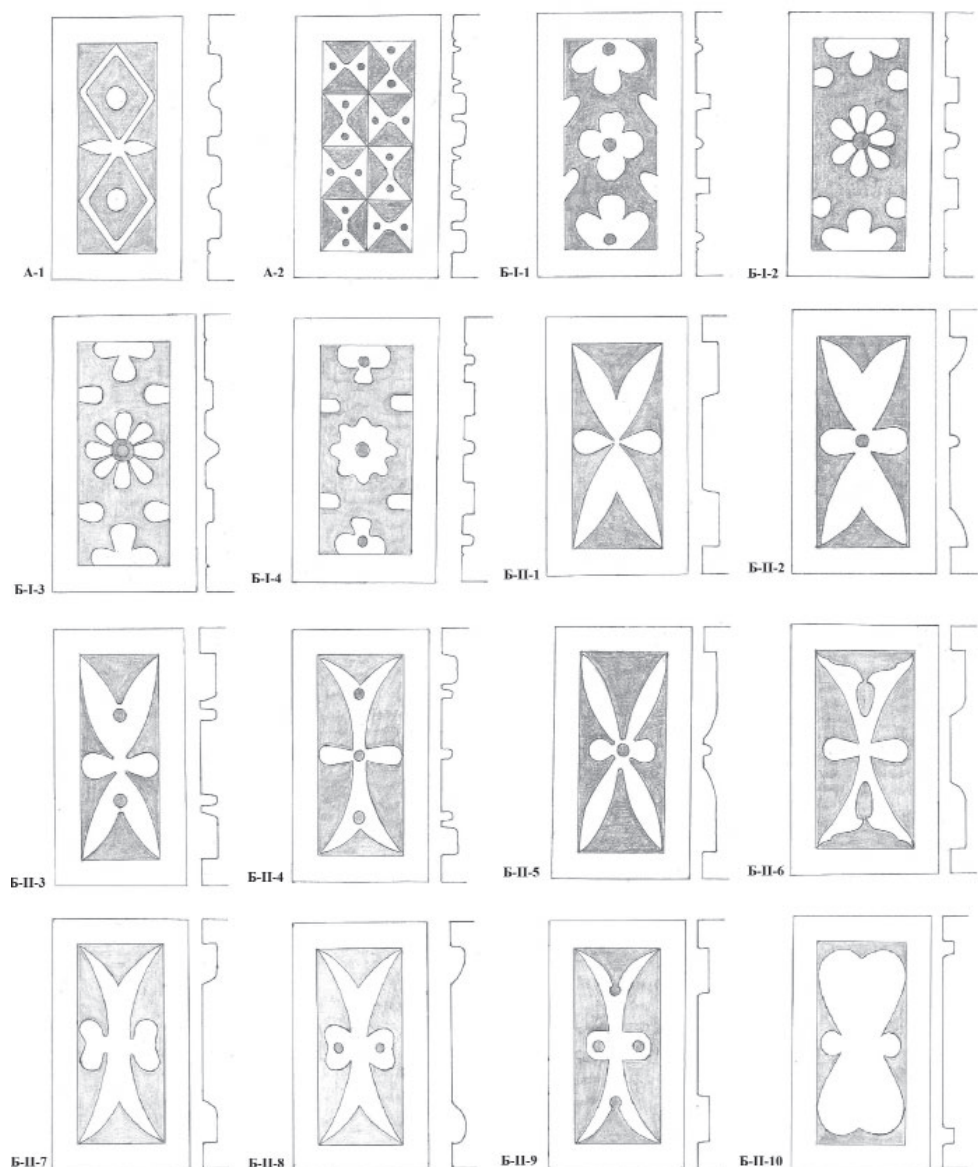 А-1 А-2 Б-I-1 Б-I-2
Б-I-3 Б-I-4 Б-II-1 Б-II-2
Б-II-3 Б-II-4 Б-II-5 Б-II-6
Б-II-7 Б-II-8 Б-II-9 Б-II-10